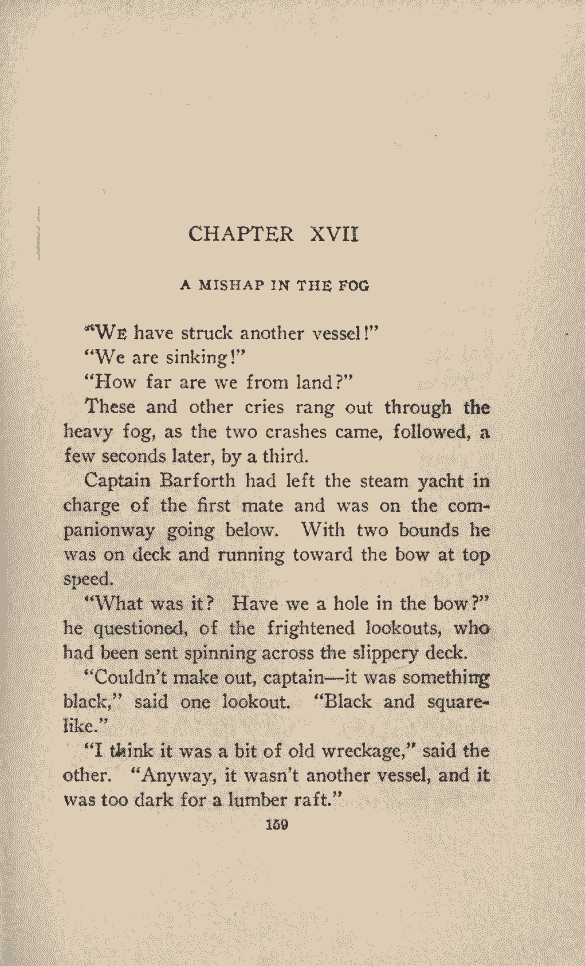 CHAPTER XVII
A MISHAP IN THE FOG
"WE have struck another vessel!"
"We are sinking!"
"How far are we from land?"
These and other cries rang out through the
heavy fog, as the two crashes came, followed, a
few seconds later, by a third.
Captain Barforth had left the steam yacht in
charge of the first mate and was on the com-
panionway going below. With two bounds he
was on deck and running toward the bow at top
speed.
"What was it? Have we a hole in the bow?"
he questioned, of the frightened lookouts, who
had been sent spinning across the slippery deck.
"Couldn't make out, captain—it was something
black," said one lookout. "Black and square-
like."
"I think it was a bit of old wreckage," said the
other. "Anyway, it wasn't another vessel, and it
was too dark for a lumber raft."
159